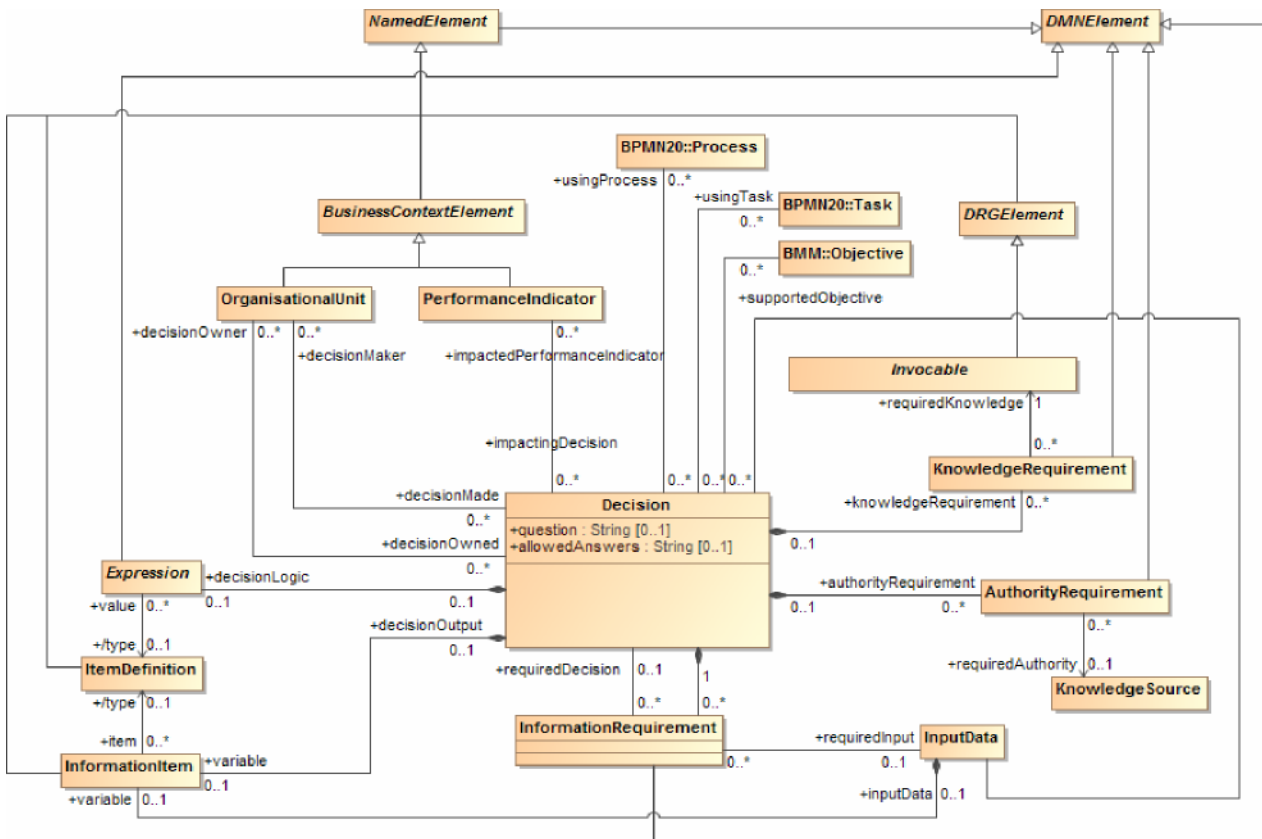 NamedElement
DMNElement
BPMN20::Process
+usingProcess
0..*
+usingTask
BPMN20::Task
0..*
BusinessContextElement
DRGElement
BMM::Objective
0..*
+supportedObjective
OrganisationalUnit
PerformanceIndicator
+decisionOwner
0..*
0..*
0..*
+decisionMaker
+impactedPerformanceIndicator
Invocable
+requiredKnowledge
1
+impactingDecision
0..*
KnowledgeRequirement
0..*
0..*
0..*
0..*
+decisionMade
0..*
Decision
+knowledgeRequirement
0..*
+question : String [0..1]
+allowedAnswers : String [0..1]
0..1
+decisionOwned
0..*
Expression
+decisionLogic
0..1
0..1
+authorityRequirement
0..1
0..*
AuthorityRequirement
+value
0..*
+decisionOutput
0..1
0..*
+/type
0..1
+requiredDecision
0..1
1
+requiredAuthority
0..1
ItemDefinition
KnowledgeSource
+/type
0..1
0..*
0..*
+item
0..*
InformationRequirement
+requiredInput
InputData
InformationItem
+variable
0..1
0..*
0..1
+variable
0..1
+inputData
0..1